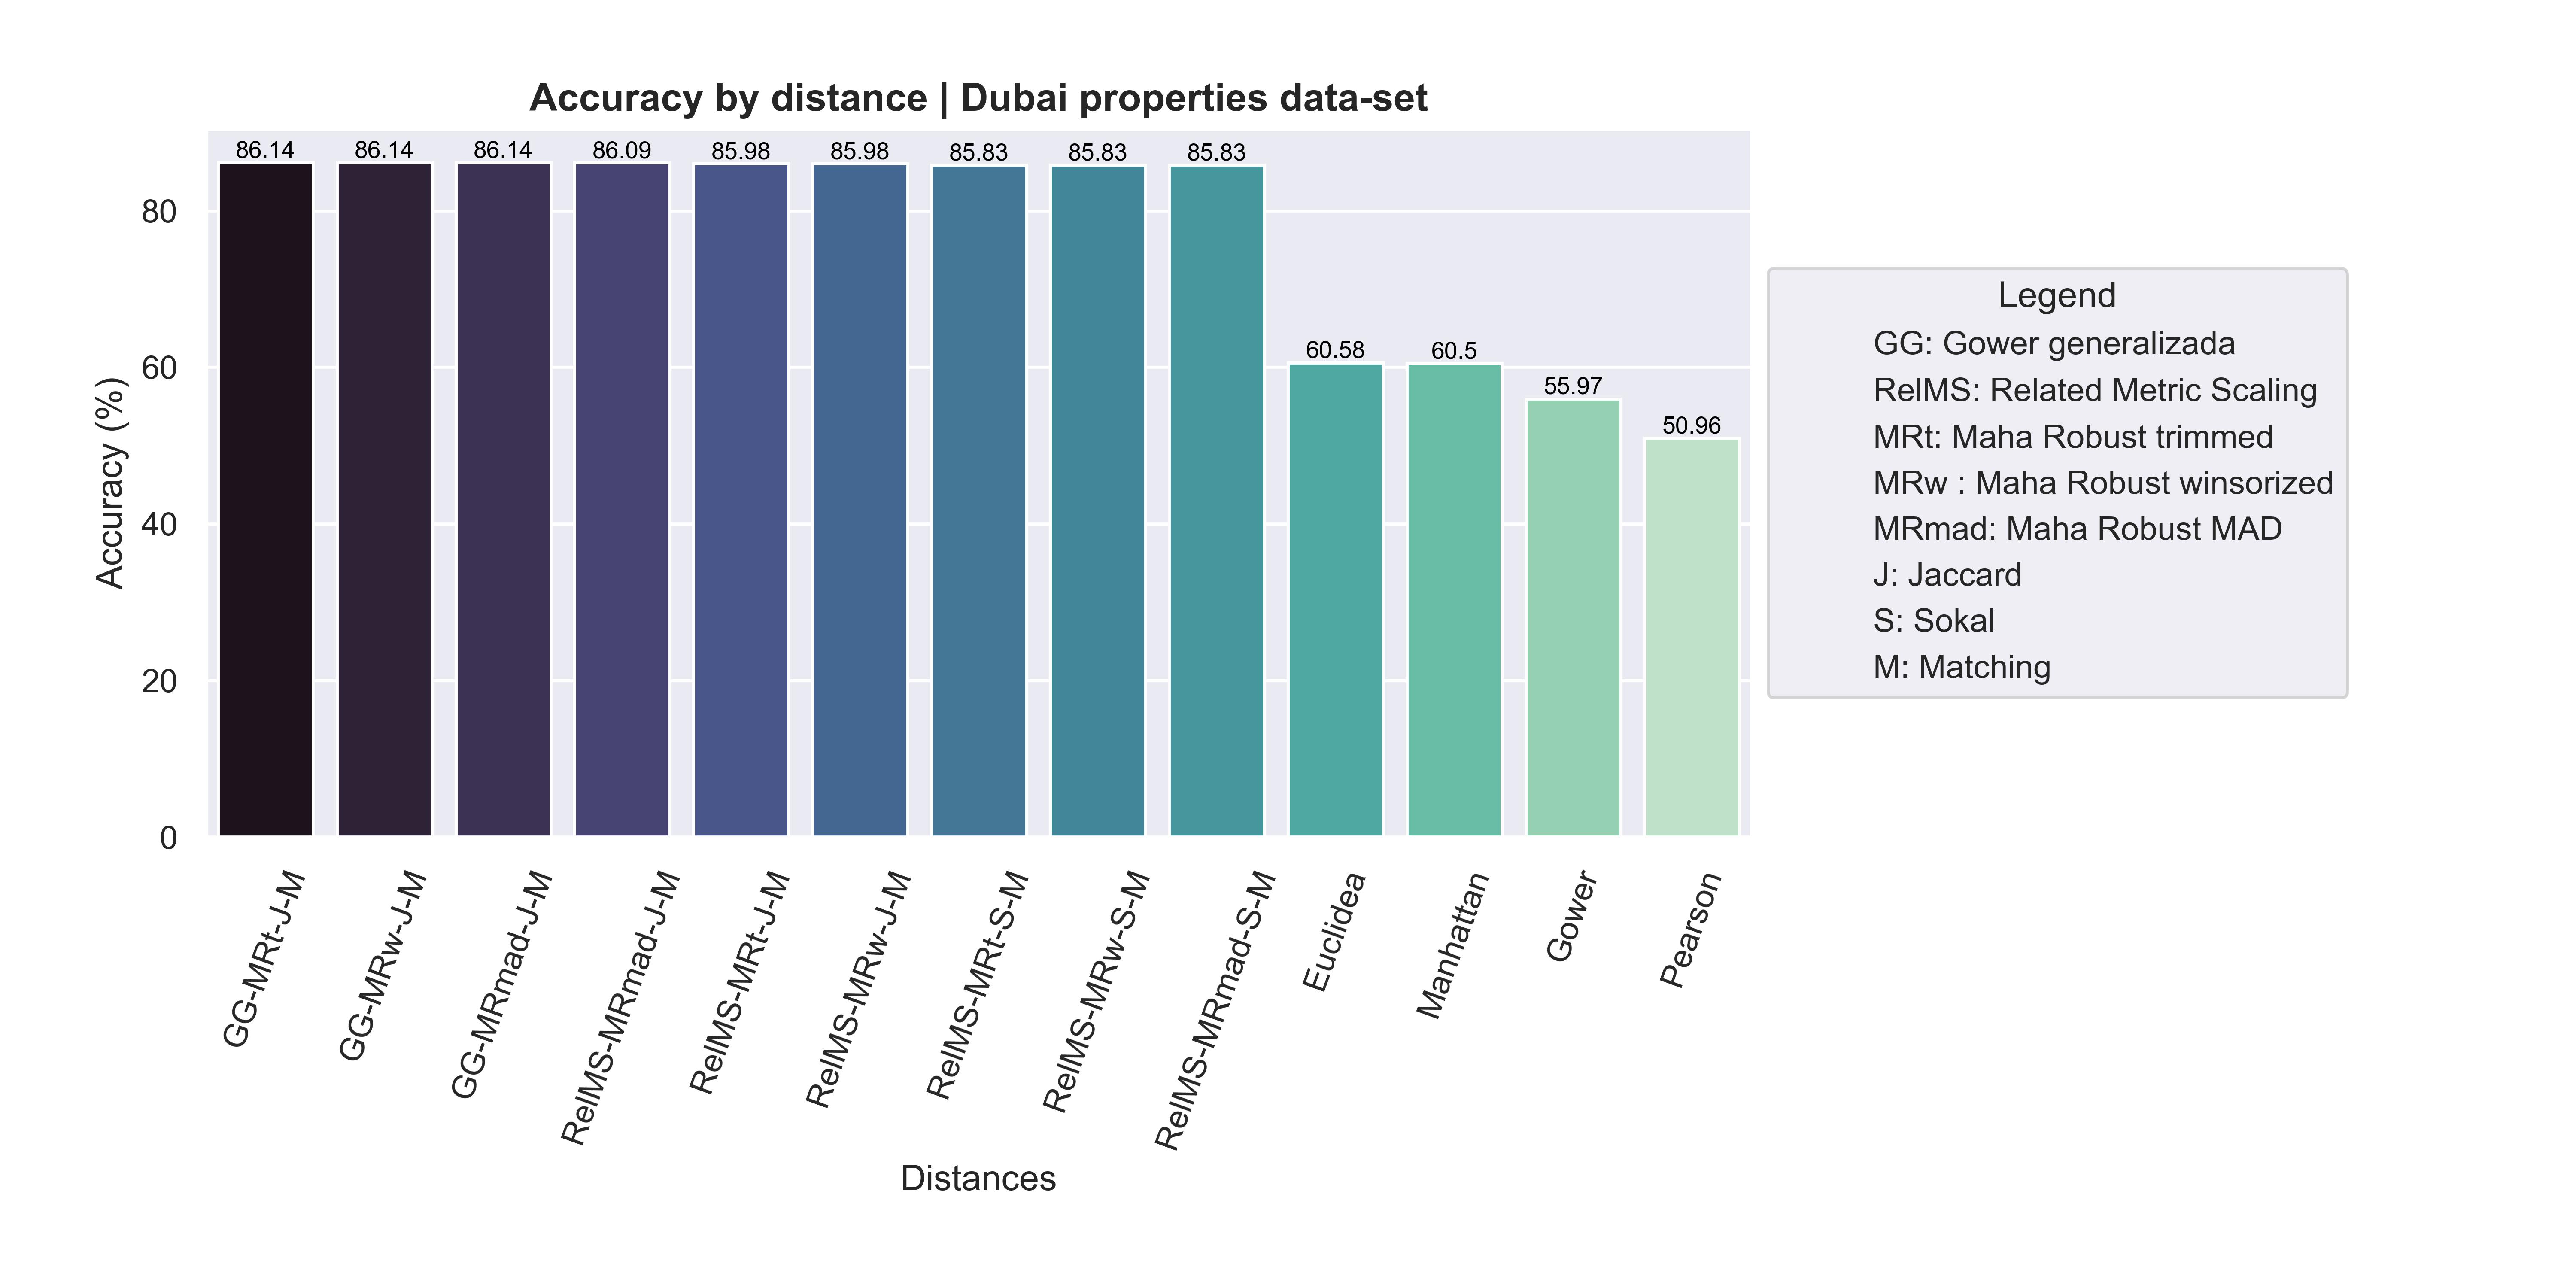 Accuracy by distance | Dubai properties data-set
86.14
86.14
86.14
86.09
85.98
85.98
85.83
85.83
85.83
60.58
60.5
55.97
50.96
Accuracy (%)
80
60
40
20
0
GG-MRt-J-M
GG-MRw-J-M
GG-MRmad-J-M
RelMS-MRmad-J-M
RelMS-MRt-J-M
RelMS-MRw-J-M
RelMS-MRt-S-M
RelMS-MRw-S-M
RelMS-MRmad-S-M
Euclidea
Manhattan
Gower
Pearson
Distances
Legend
GG: Gower generalizada
RelMS: Related Metric Scaling
MRt: Maha Robust trimmed
MRw : Maha Robust winsorized
MRmad: Maha Robust MAD
J: Jaccard
S: Sokal
M: Matching